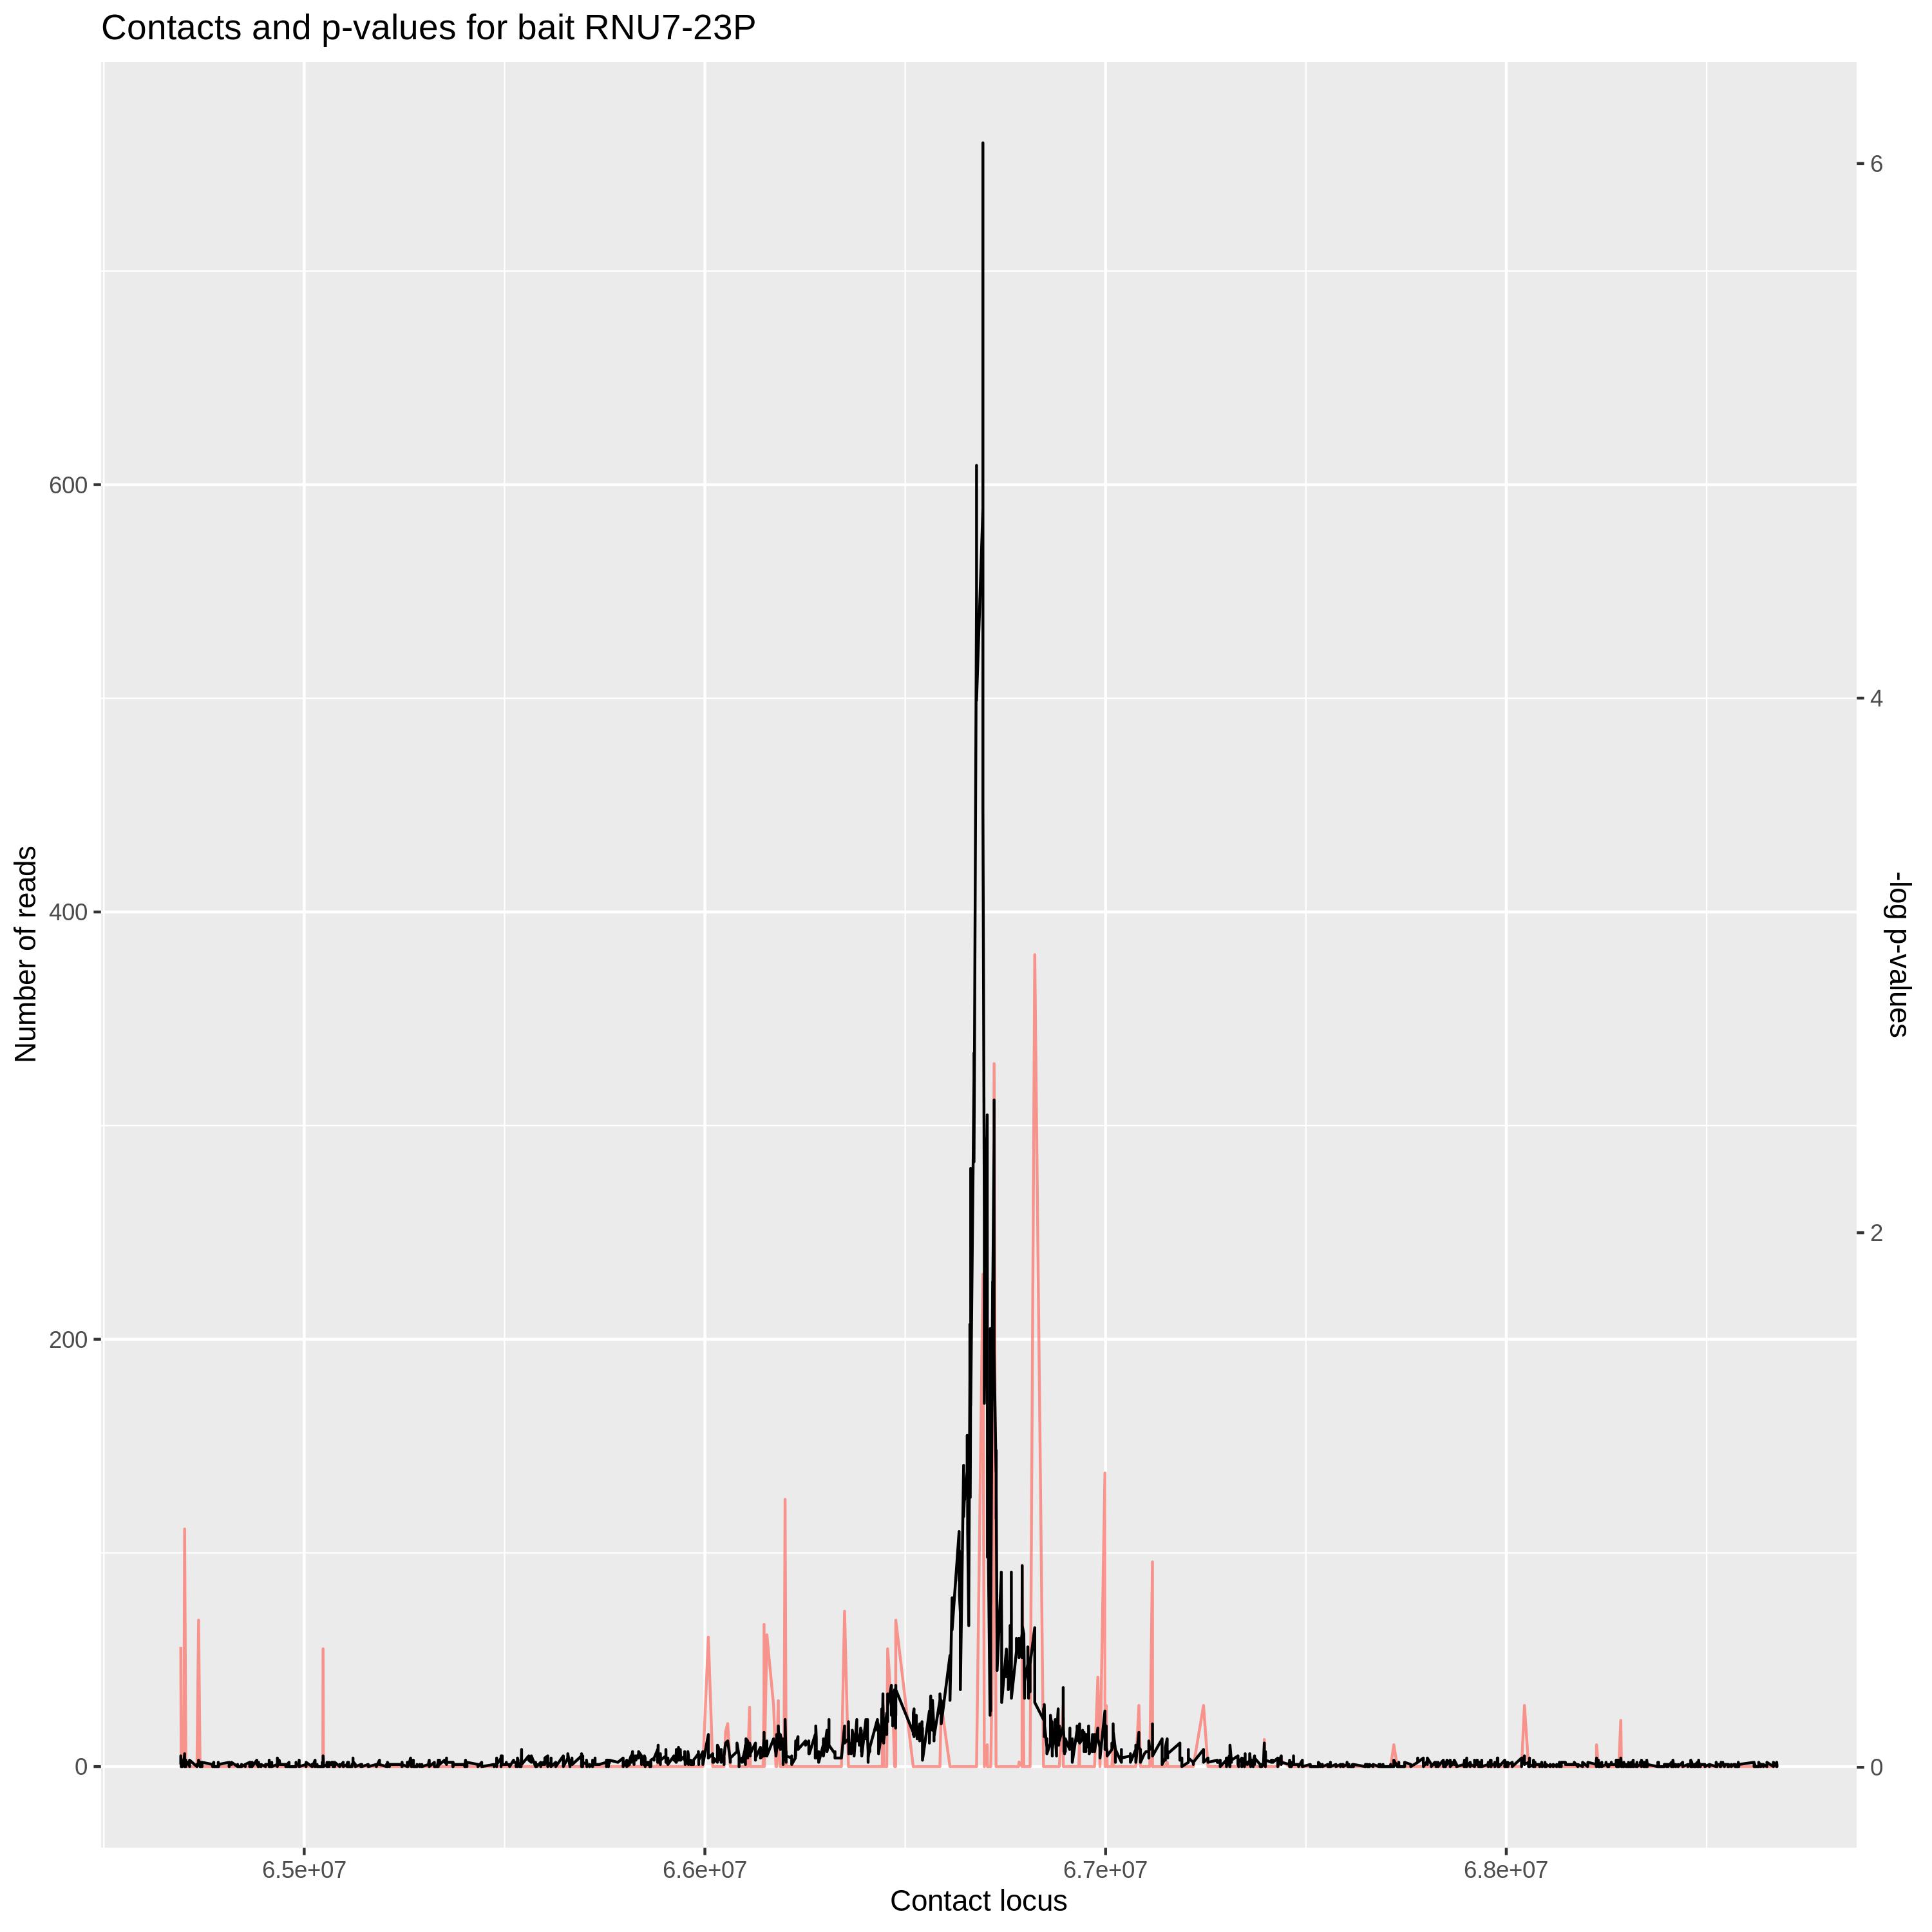 Contacts and p-values for bait RNU7-23P
Number of reads
600
400
200
0
6
4
2
0
-log p-values
6.5e+07
6.6e+07
6.7e+07
6.8e+07
Contact locus